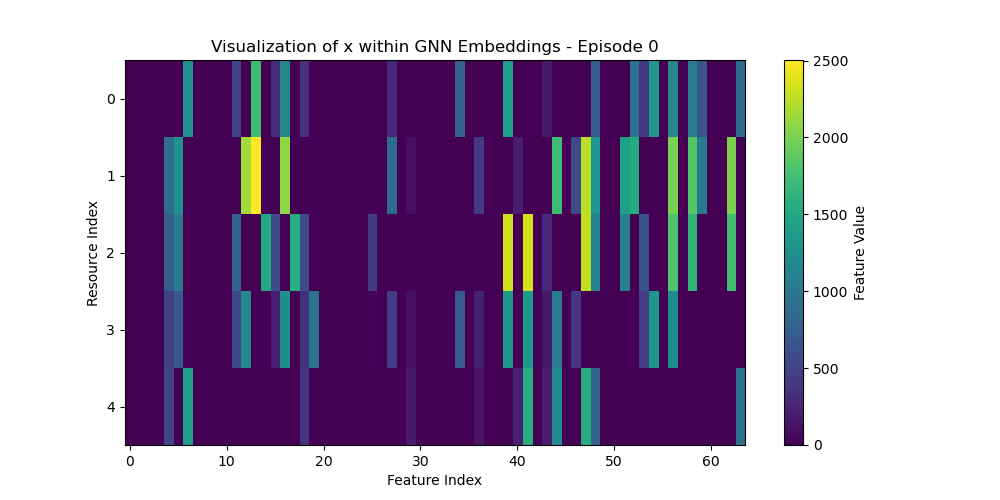 Visualization of x within GNN Embeddings - Episode 0
0
1
2
3
4
Resource Index
0 10 20 30 40 50 60
Feature Index
2500
2000
1500
1000
500
0
Feature Value